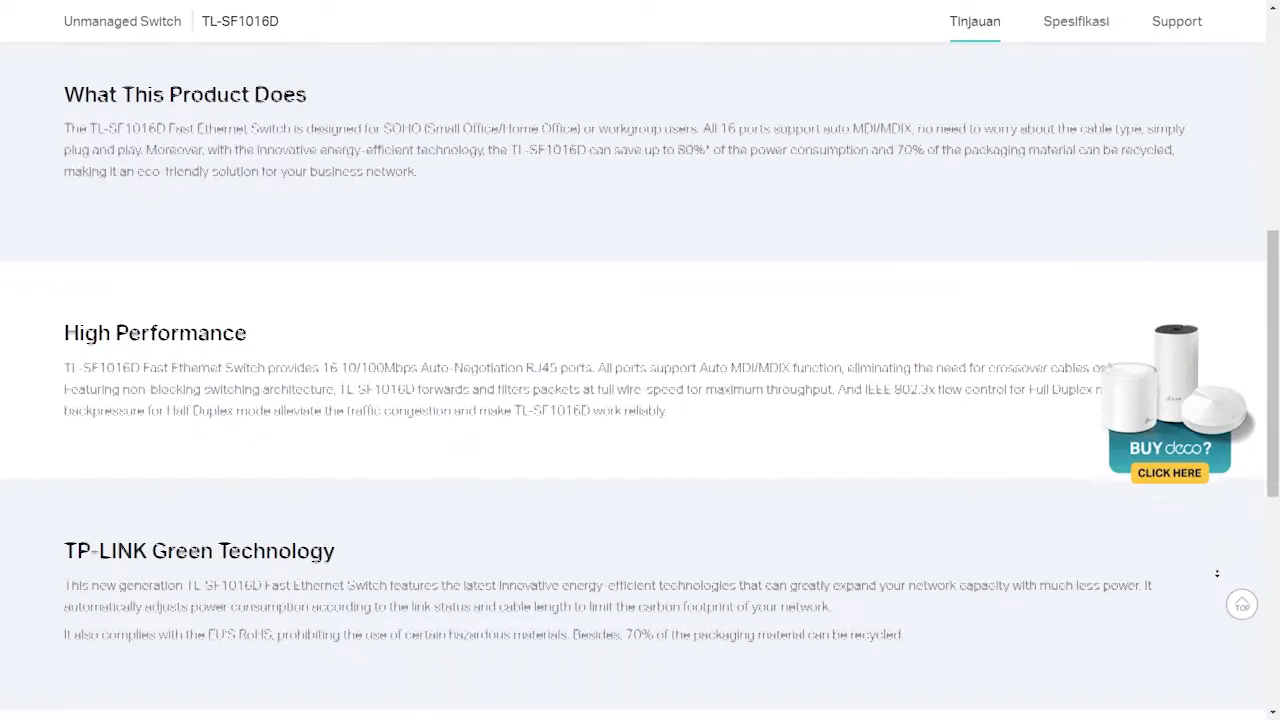 Unmanaged Switch TL-SF1016D Tinjauan Spesifikasi Support
What This Product Does
The TL-SF1016D Fast Ethernet Switch is designed for SOHO (Small Office/Home Office) or workgroup users. All 16 ports support auto MDI/MDIX, no need to worry about the cable type, simply
plug and play. Moreover, with the innovative energy-efficient technology, the TL-SF1016D can save up to 80%* of the power consumption and 70% of the packaging material can be recycled,
making it an eco-friendly solution for your business network.
High Performance
TL-SF1016D Fast Ethernet Switch provides 16 10/100Mbps Auto-Negotiation RJ45 ports. All ports support Auto MDI/MDIX function, eliminating the need for crossover cables or
Featuring non-blocking switching architecture, TL-SF1016D forwards and filters packets at full wire-speed for maximum throughput. And IEEE 802.3x flow control for Full Duplex
backpressure for Half Duplex mode alleviate the traffic congestion and make TL-SF1016D work reliably.
BUY deco?
CLICK HERE
TP-LINK Green Technology
This new generation TL-SF1016D Fast Ethernet Switch features the latest innovative energy-efficient technologies that can greatly expand your network capacity with much less power. It
automatically adjusts power consumption according to the link status and cable length to limit the carbon footprint of your network.
TOP
It also complies with the EU'S RoHS, prohibiting the use of certain hazardous materials. Besides, 70% of the packaging material can be recycled.